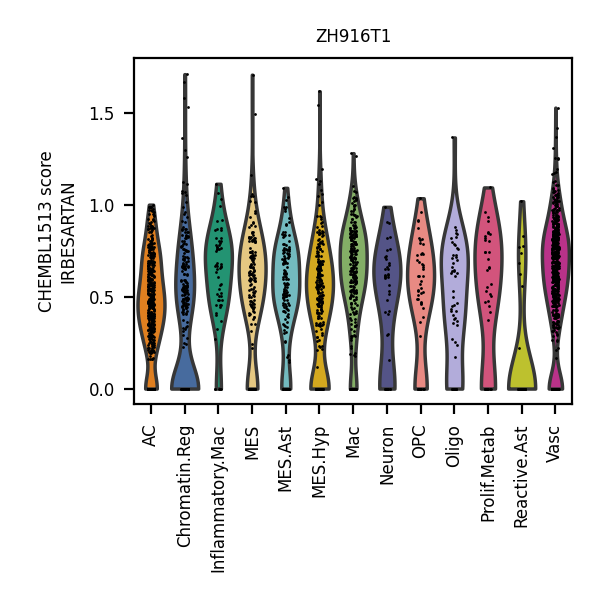 ZH916T1
CHEMBL1513 score
IRBESARTAN
1.5
1.0
0.5
0.0
AC
Chromatin.Reg
Inflammatory.Mac
MES
MES.Ast
MES.Hyp
Mac
Neuron
OPC
Oligo
Prolif.Metab
Reactive.Ast
Vasc